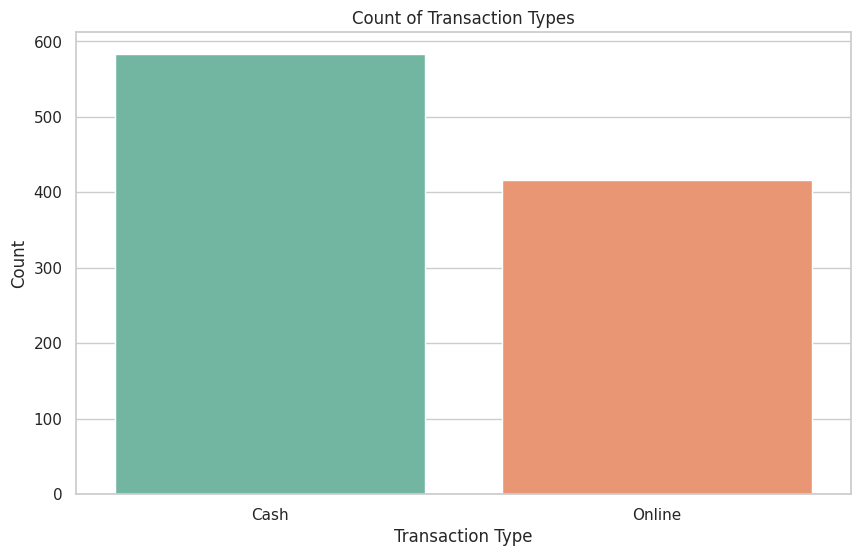 Count of Transaction Types
600
500
400
300
200
100
0
Count
Cash
Online
Transaction Type